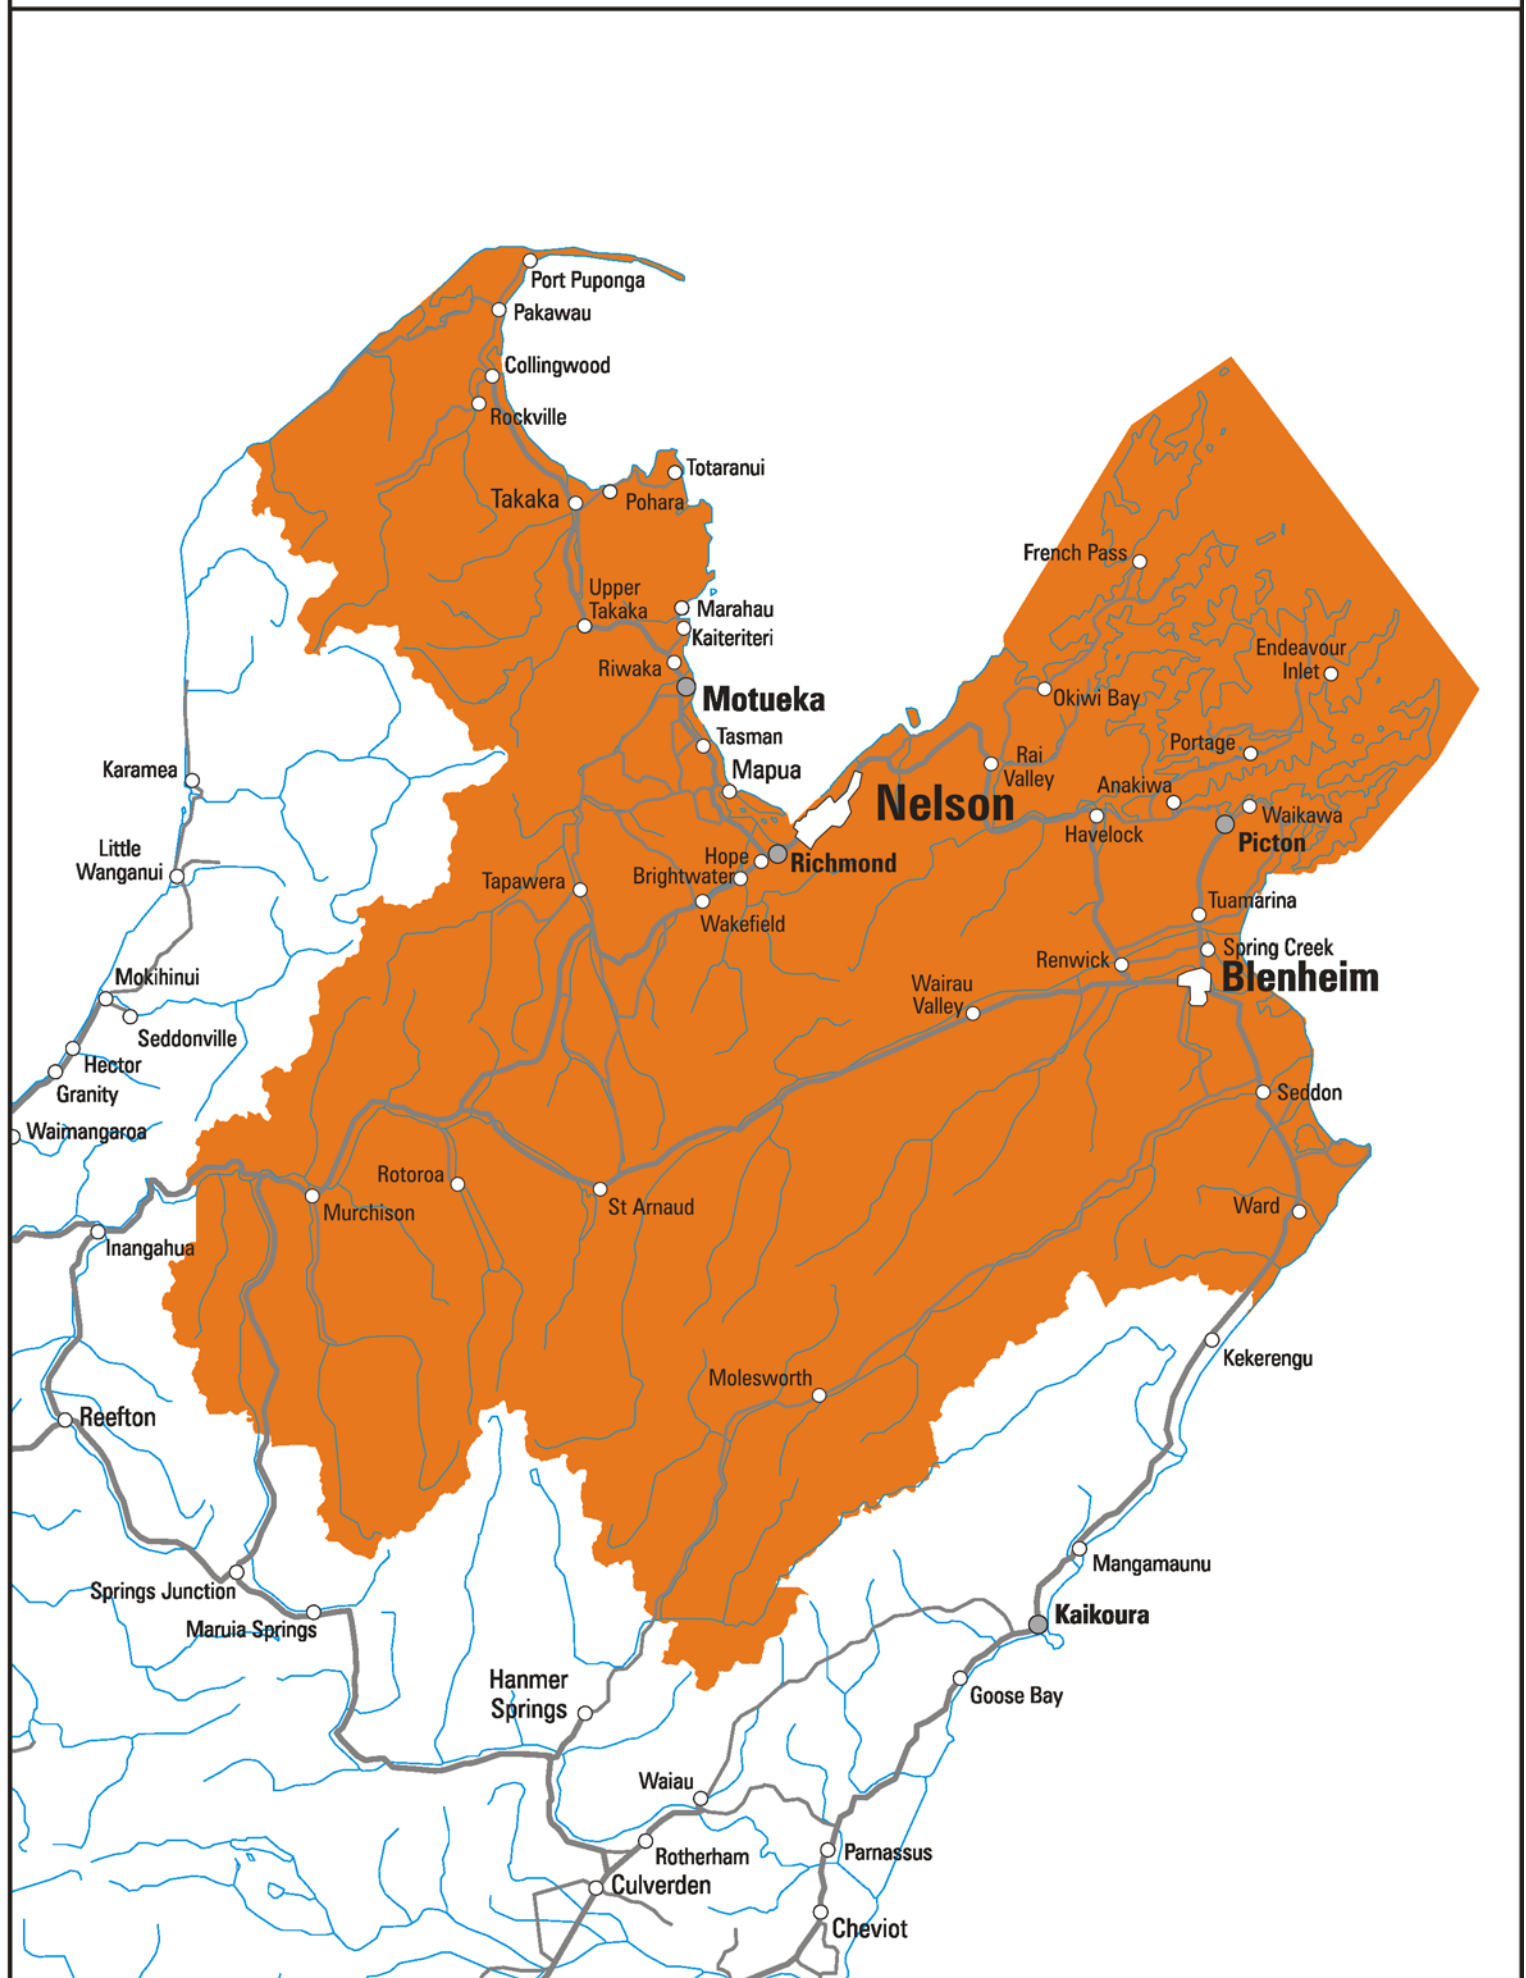 Port Puponga
Pakawau
Collingwood
Rockville
Totaranui
Takaka
Pohara
French Pass
Upper
Takaka
Marahau
Kaiteriteri
Riwaka
Endeavour
Inlet
Motueka
Okiwi Bay
Tasman
Portage
Rai
Valley
Karamea
Mapua
Anakiwa
Nelson
Waikawa
Havelock
Picton
Little
Wanganui
Hope
Richmond
Brightwater
Tapawera
Wakefield
Tuamarina
Spring Creek
Renwick
Blenheim
Mokihinui
Wairau
Valley
Seddonville
Hector
Granity
Seddon
Waimangaroa
Rotoroa
Murchison
St Arnaud
Ward
Inangahua
Kekerengu
Molesworth
Reefton
Mangamaunu
Springs Junction
Kaikoura
Maruia Springs
Hanmer
Springs
Goose Bay
Waiau
Rotherham
Parnassus
Culverden
Cheviot